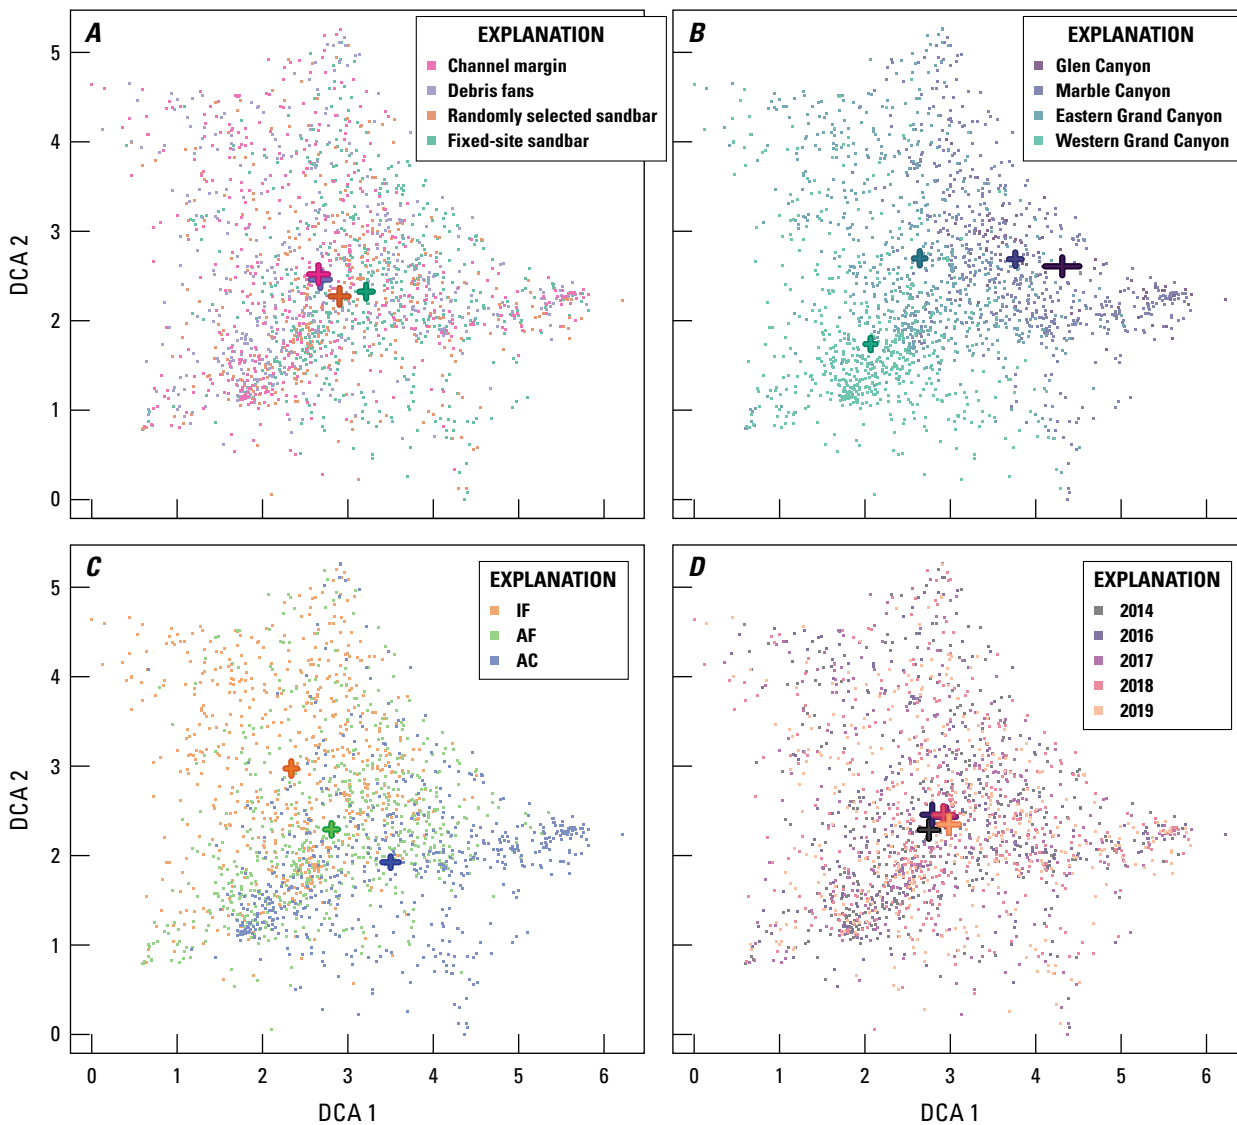 A
EXPLANATION
Channel margin
Debris fans
Randomly selected sandbar
Fixed-site sandbar
5
4
3
2
1
0
DCA 2
B
EXPLANATION
Glen Canyon
Marble Canyon
Eastern Grand Canyon
Western Grand Canyon
C
EXPLANATION
IF
AF
AC
5
4
3
2
1
0
DCA 2
0 1 2 3 4 5 6
DCA 1
D
EXPLANATION
2014
2016
2017
2018
2019
0 1 2 3 4 5 6
DCA 1